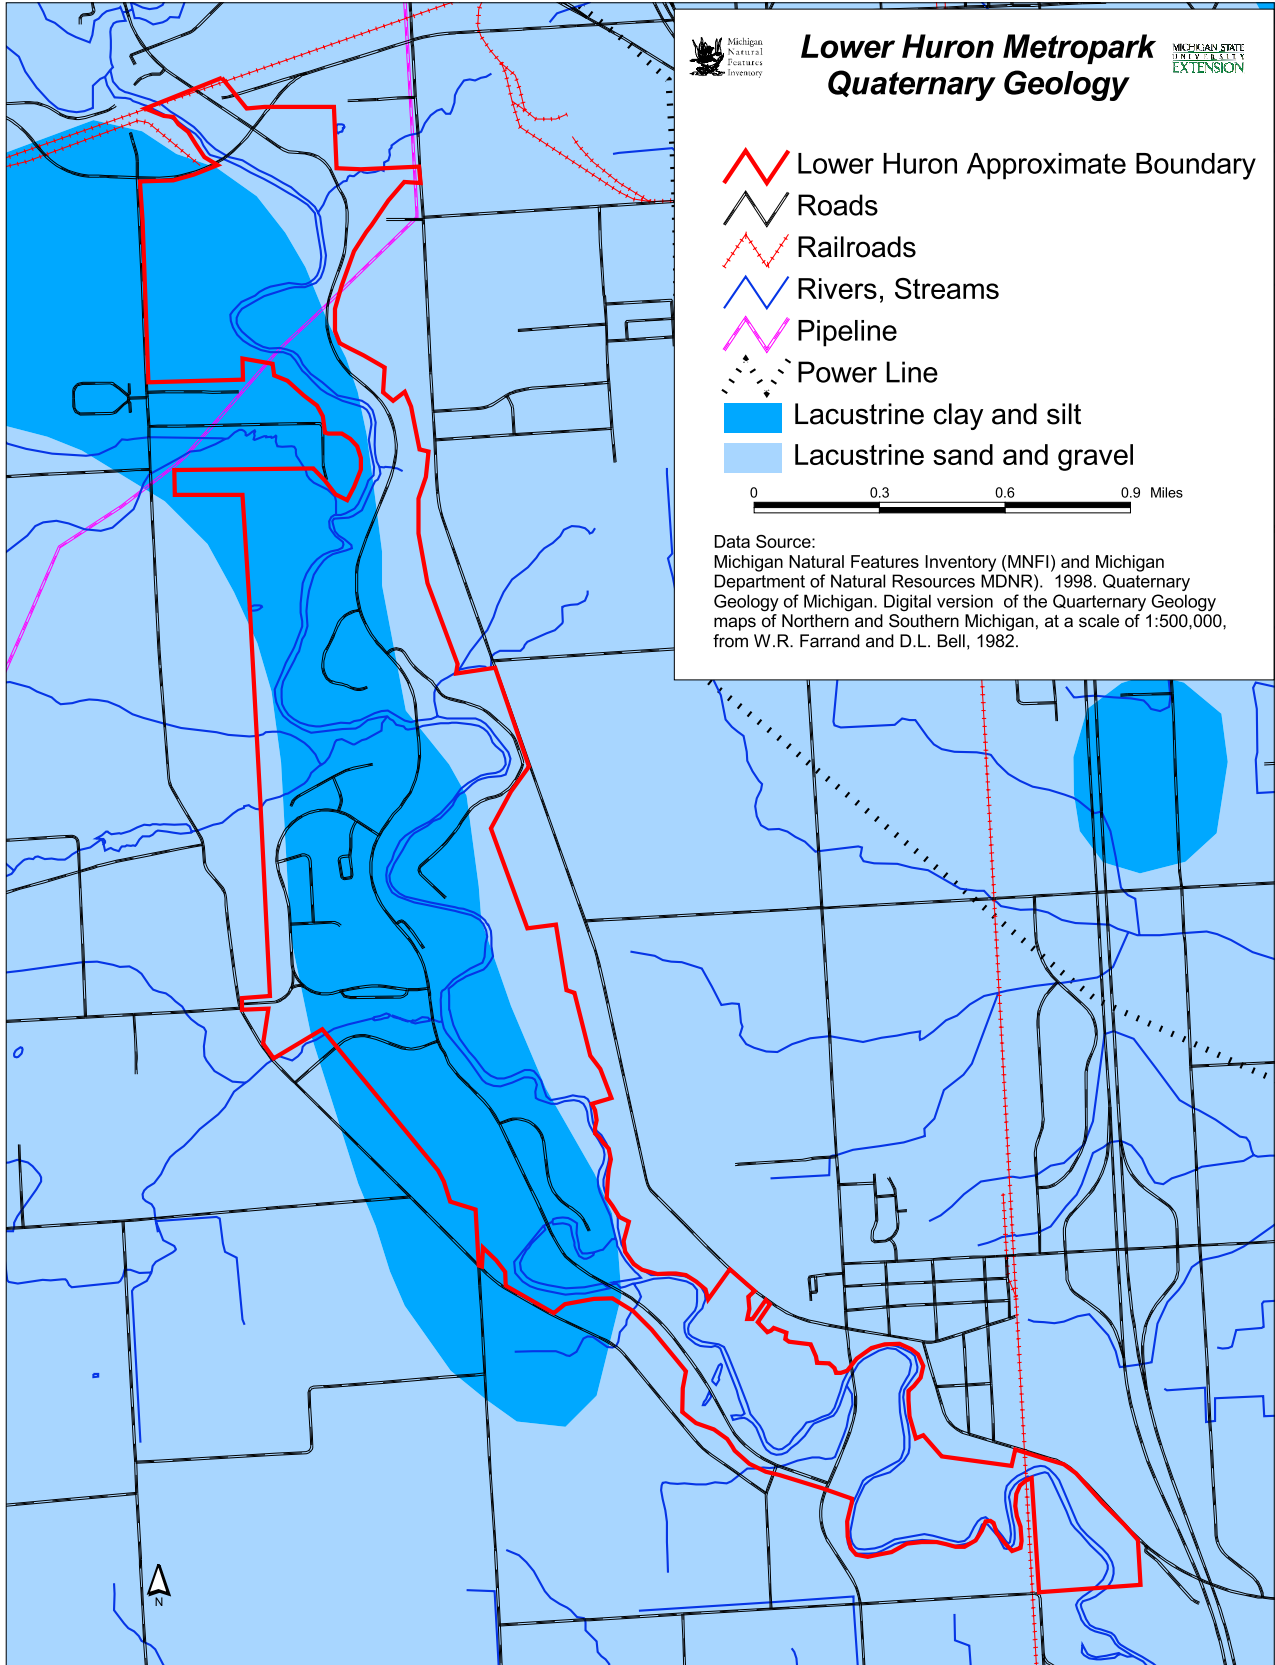 Michigan
Natural
Features
Inventory
Lower Huron Metropark
Quaternary Geology
MICHIGAN STATE
UNIVERSITY
EXTENSION
Lower Huron Approximate Boundary
Roads
Railroads
Rivers, Streams
Pipeline
Power Line
Lacustrine clay and silt
Lacustrine sand and gravel
0 0.3 0.6 0.9 Miles
Data Source:
Michigan Natural Features Inventory (MNFI) and Michigan
Department of Natural Resources MDNR).  1998. Quaternary
Geology of Michigan. Digital version  of the Quarternary Geology
maps of Northern and Southern Michigan, at a scale of 1:500,000,
from W.R. Farrand and D.L. Bell, 1982.
N